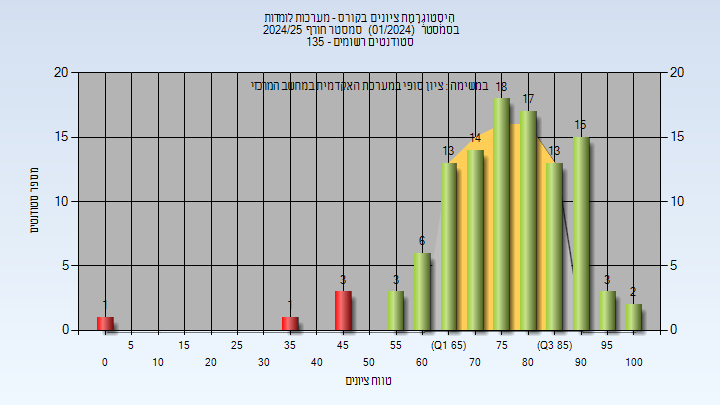 היסטוגרמת ציונים בקורס - מערכות לומדות
בסמסטר (01/2024) סמסטר חורף 2024/25
סטודנטים רשומים - 135
במשימה : ציון סופי במערכת האקדמית במחשב המרכזי
20 20
15 15
10 10
5 5
0 0
מספר סטודנטים
1 1 3 3 6 13 14 18 17 13 15 3 2
5 15 25 35 45 55 (Q1 65) 75 (Q3 85) 95
0 10 20 30 40 50 60 70 80 90 100
טווח ציונים